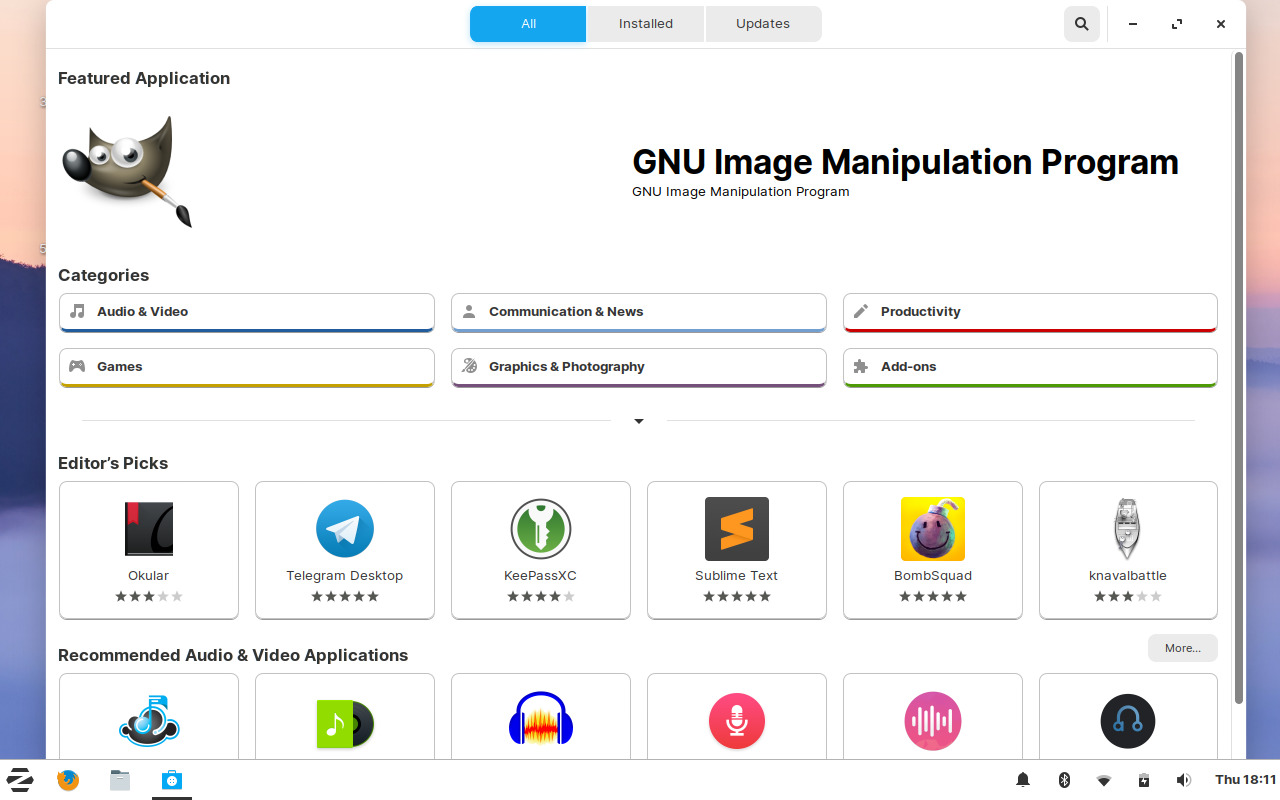 All
Installed
Updates
Featured Application
GNU Image Manipulation Program
GNU Image Manipulation Program
Categories
Audio & Video
Communication & News
Productivity
Games
Graphics & Photography
Add-ons
Editor’s Picks
Okular
Telegram Desktop
KeePassXC
Sublime Text
BombSquad
knavalbattle
Recommended Audio & Video Applications
More…
Thu 18:11